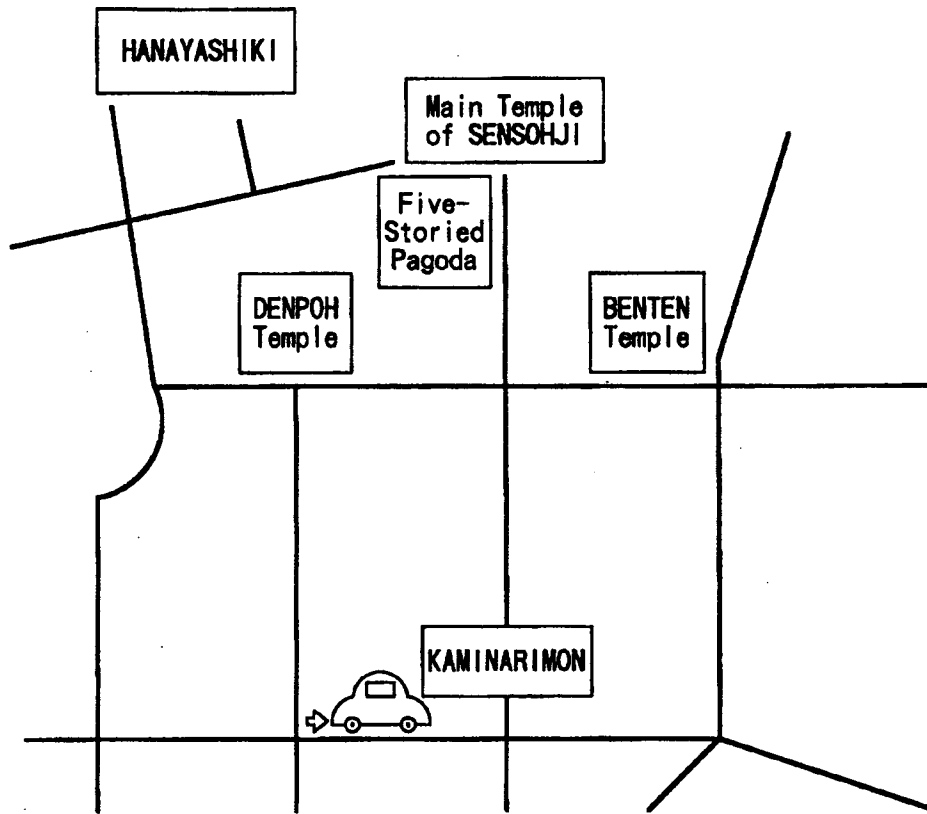 HANAYASHIKI
Main Temple
of SENSOHJI
Five-
Storied
Pagoda
DENPOH
Temple
BENTEN
Temple
KAMINARIMON